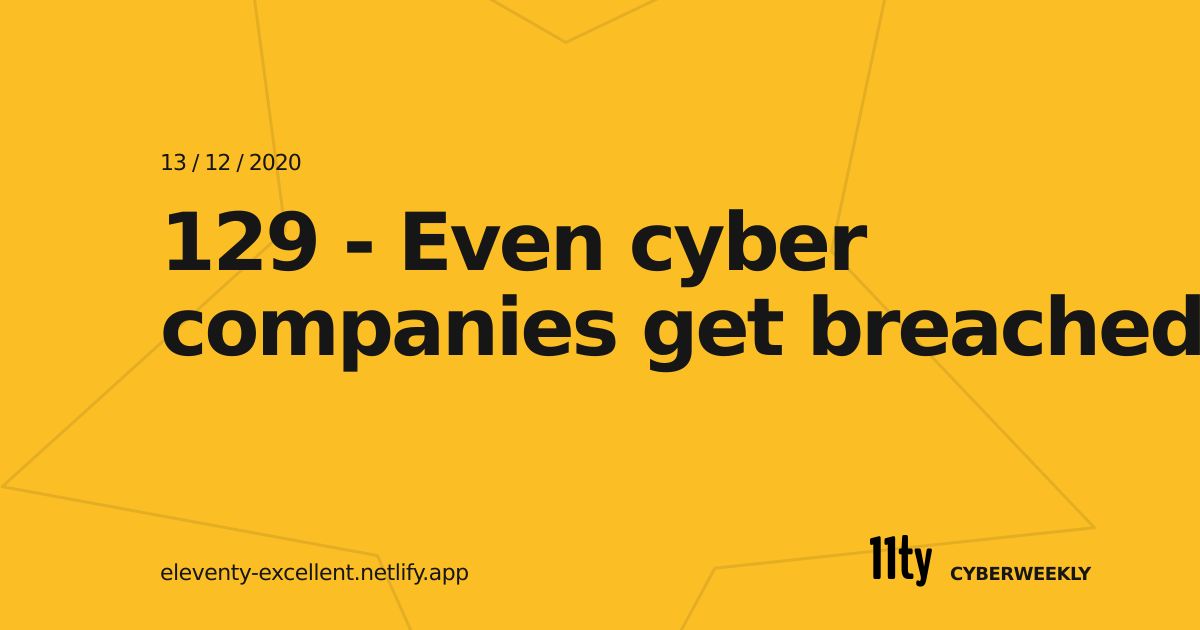 13 / 12 / 2020
129 - Even cyber
companies get breached
eleventy-excellent.netlify.app
11ty CYBERWEEKLY